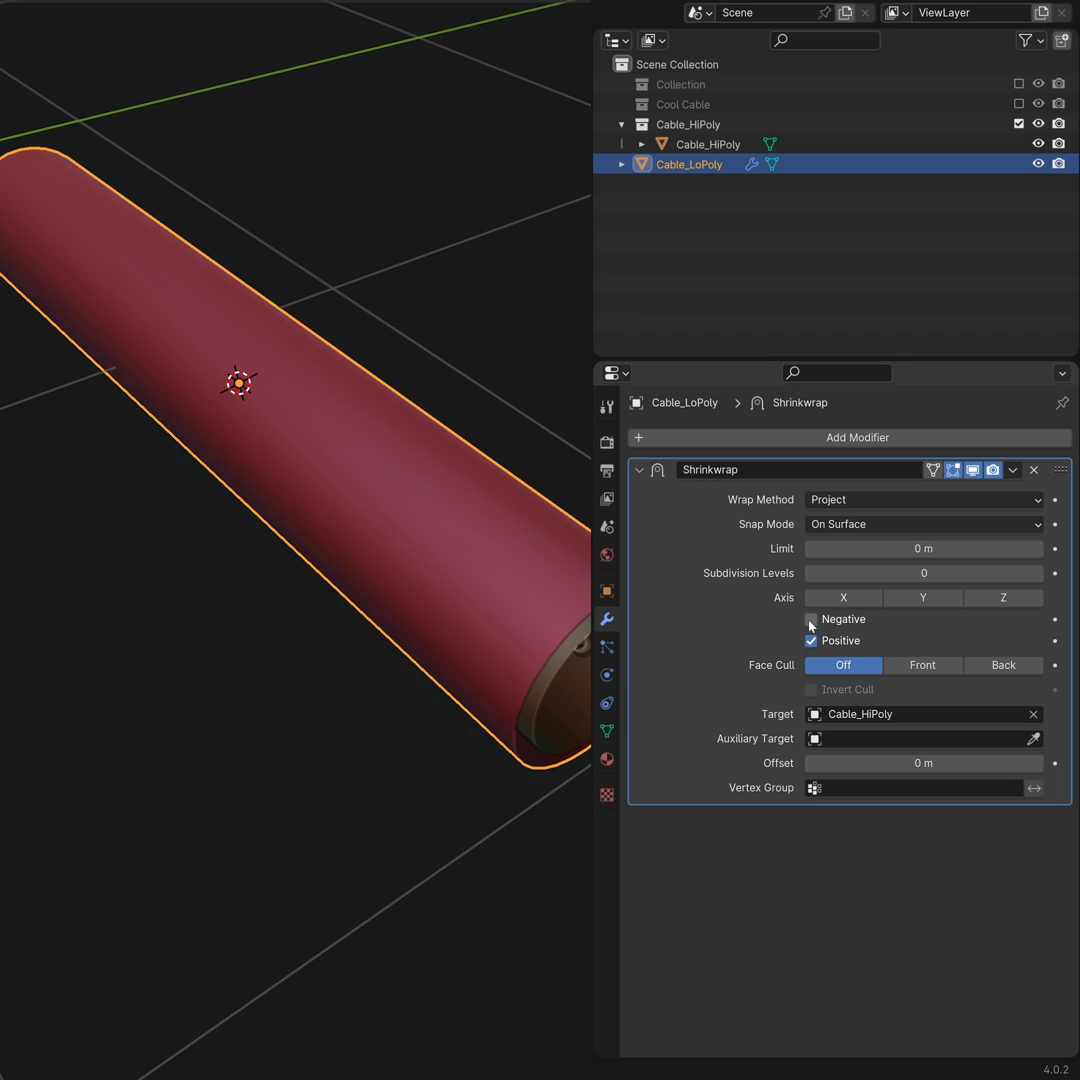 Scene
ViewLayer
Scene Collection
Collection
Cool Cable
Cable_HiPoly
Cable_HiPoly
Cable_LoPoly
Cable_LoPoly > Shrinkwrap
+ Add Modifier
Shrinkwrap
Wrap Method Project
Snap Mode On Surface
Limit 0 m
Subdivision Levels 0
Axis X Y Z
Negative
Positive
Face Cull Off Front Back
Invert Cull
Target Cable_HiPoly
Auxiliary Target
Offset 0 m
Vertex Group
4.0.2